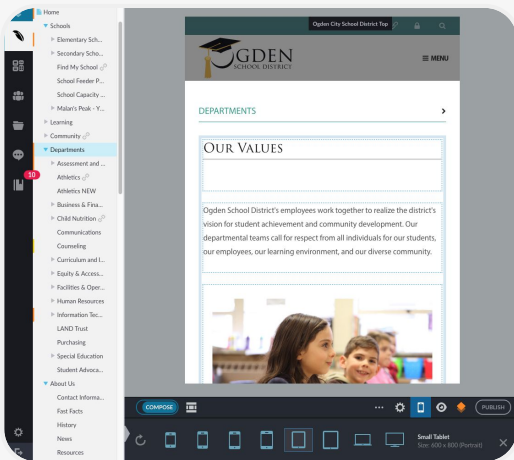 Home
Schools
Elementary Sch...
Secondary Scho...
Find My School
School Feeder P...
School Capacity ...
Malan's Peak - Y...
Learning
Community
Departments
Assessment and ...
Athletics
Athletics NEW
Business & Fina...
Child Nutrition
Communications
Counseling
Curriculum and I...
Equity & Access...
Facilities & Oper...
Human Resources
Information Tec...
LAND Trust
Purchasing
Special Education
Student Advoca...
About Us
Contact Informa...
Fast Facts
History
News
Resources
10
Ogden City School District Top
OGDEN
SCHOOL DISTRICT
≡ MENU
DEPARTMENTS
OUR VALUES
Ogden School District's employees work together to realize the district's
vision for student achievement and community development. Our
departmental teams call for respect from all individuals for our students,
our employees, our learning environment, and our diverse community.
COMPOSE
PUBLISH
Small Tablet
Size: 600 x 800 (Portrait)